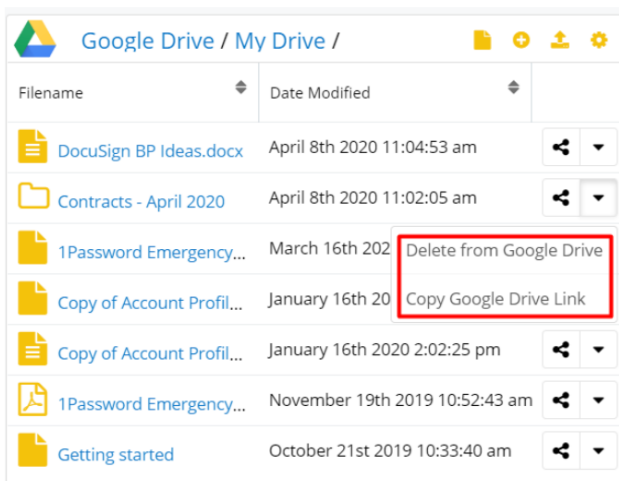 Google Drive / My Drive /
Filename Date Modified
DocuSign BP Ideas.docx April 8th 2020 11:04:53 am
Contracts - April 2020 April 8th 2020 11:02:05 am
1Password Emergency... March 16th 202 Delete from Google Drive
Copy of Account Profil... January 16th 20 Copy Google Drive Link
Copy of Account Profil... January 16th 2020 2:02:25 pm
1Password Emergency... November 19th 2019 10:52:43 am
Getting started October 21st 2019 10:33:40 am